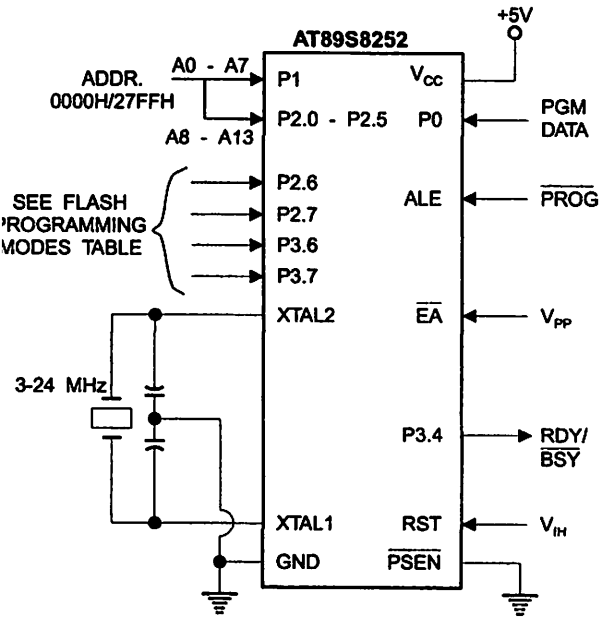 +5V
AT89S8252
A0 - A7
ADDR.
0000H/27FFH
A8 - A13
P1
P2.0 - P2.5
VCC
P0
PGM
DATA
SEE FLASH
PROGRAMMING
MODES TABLE
P2.6
P2.7
P3.6
P3.7
ALE
PROG
XTAL2
EA
VPP
3-24 MHz
P3.4
RDY/
BSY
XTAL1
RST
VIH
GND
PSEN